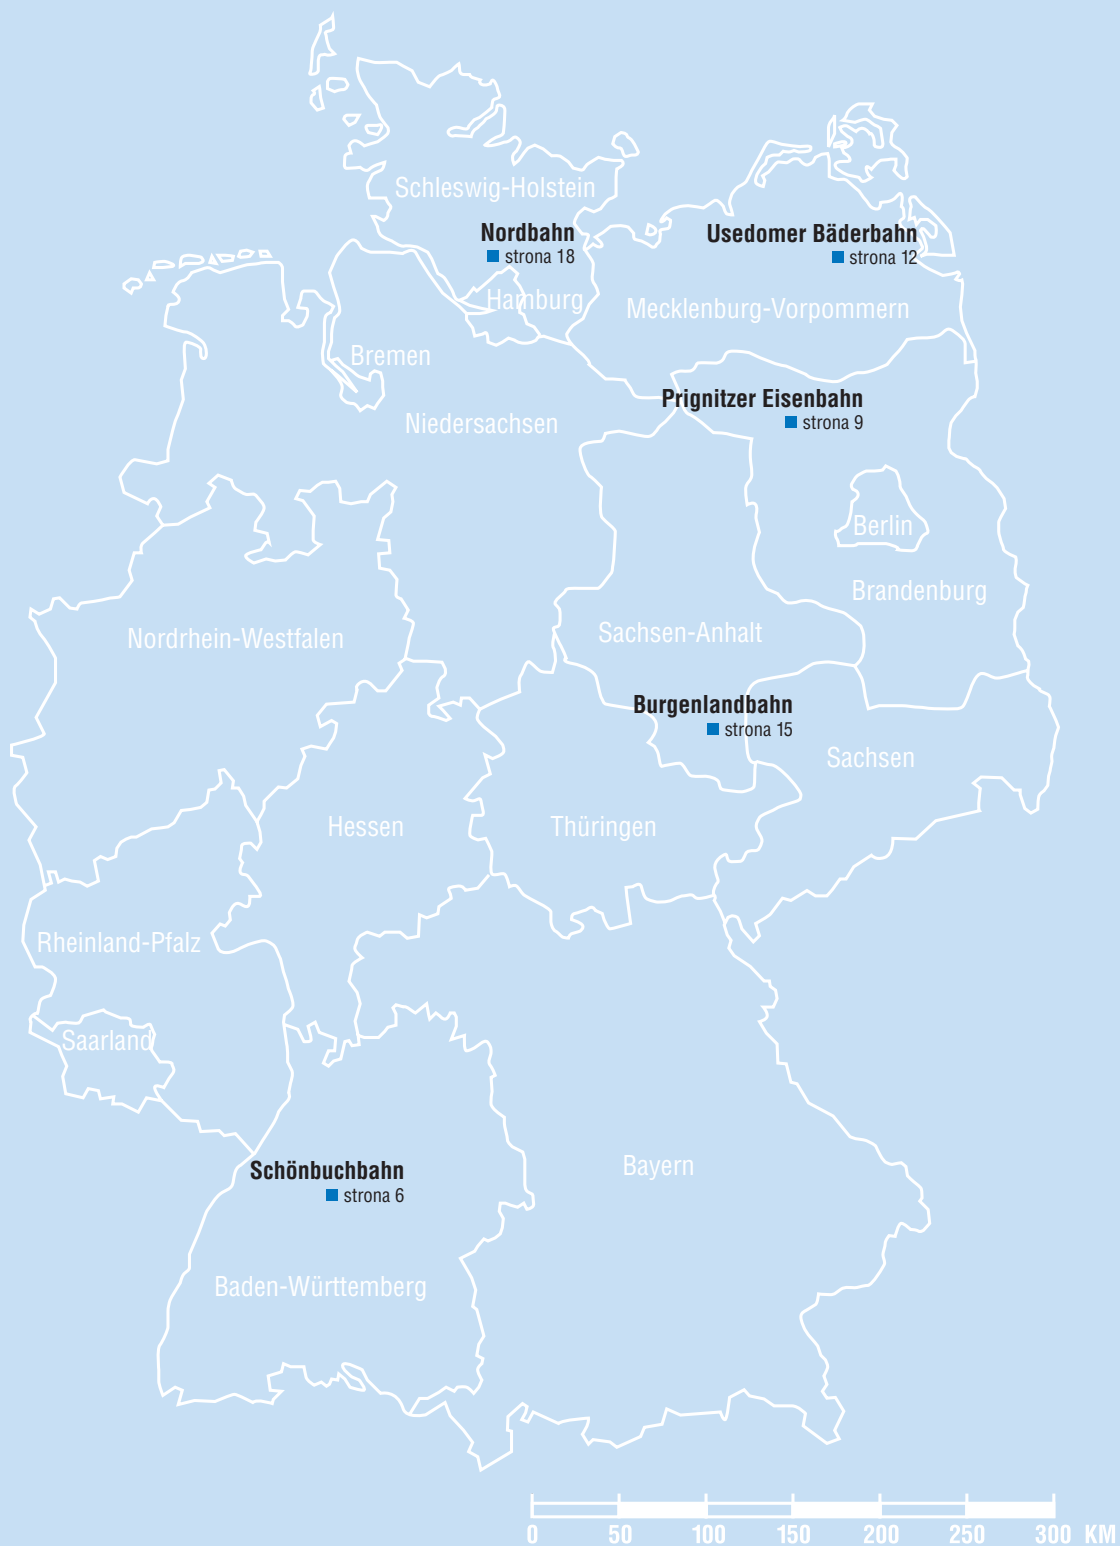 Schleswig-Holstein
Nordbahn
strona 18
Usedomer Bäderbahn
strona 12
Hamburg
Mecklenburg-Vorpommern
Bremen
Prignitzer Eisenbahn
strona 9
Niedersachsen
Berlin
Brandenburg
Nordrhein-Westfalen
Sachsen-Anhalt
Burgenlandbahn
strona 15
Sachsen
Hessen
Thüringen
Rheinland-Pfalz
Saarland
Bayern
Schönbuchbahn
strona 6
Baden-Württemberg
0 50 100 150 200 250 300 KM